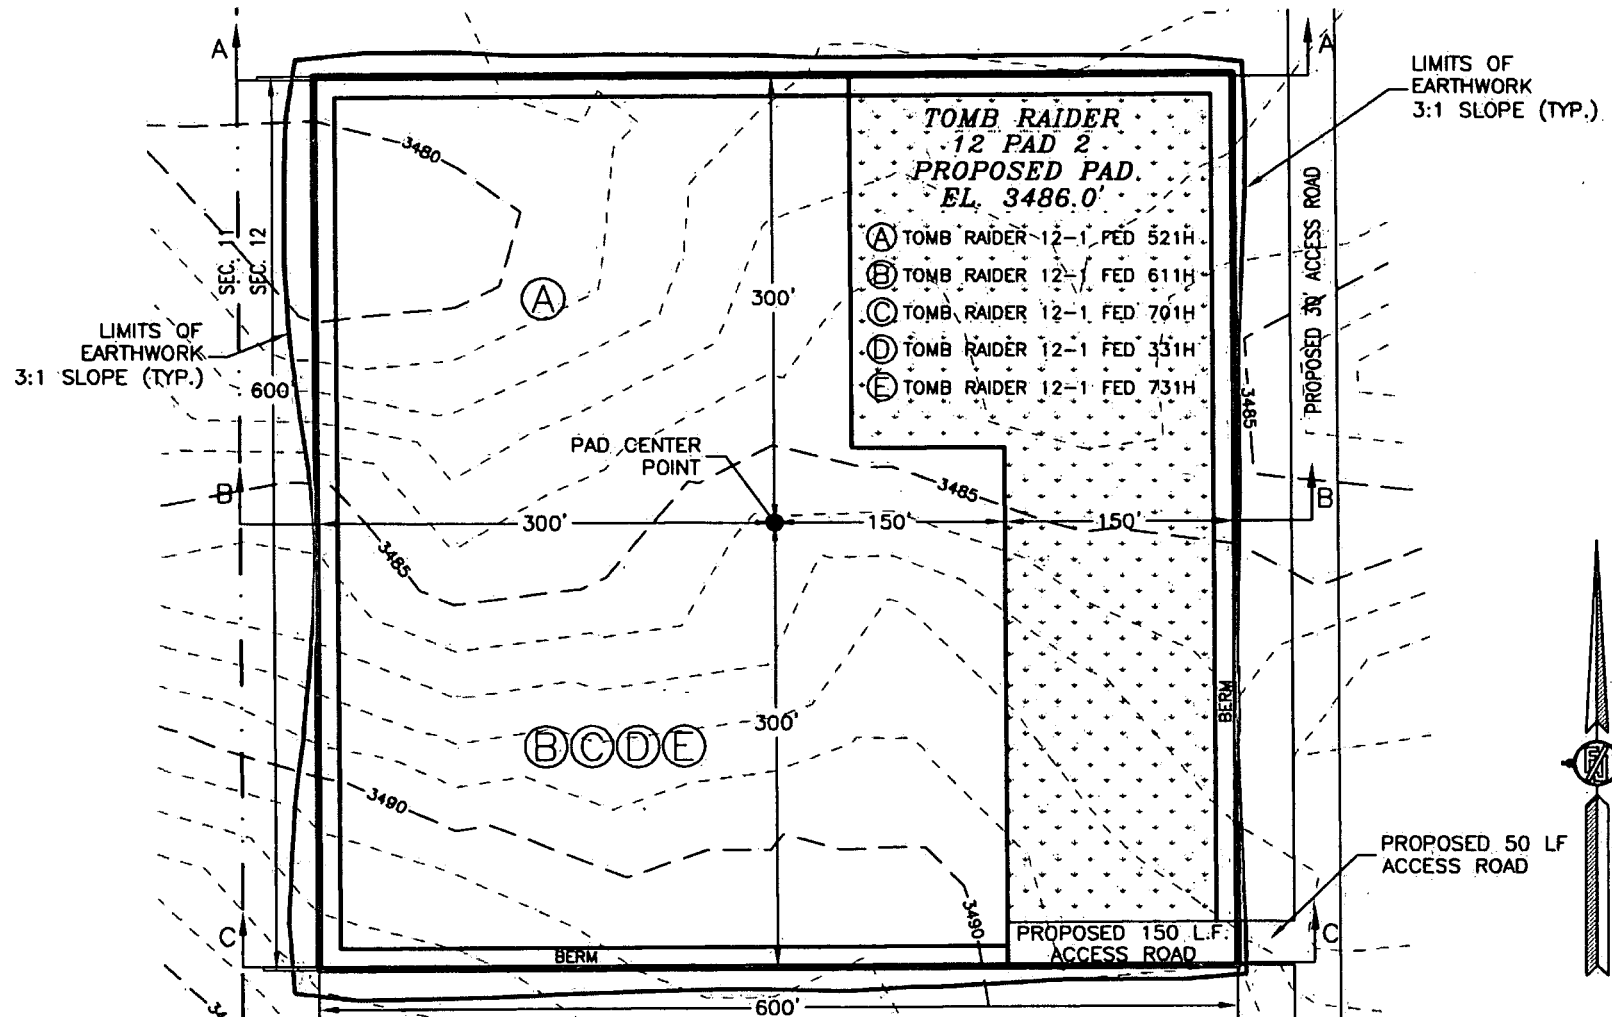 A
A
LIMITS OF
EARTHWORK
3:1 SLOPE (TYP.)
TOMB RAIDER
12 PAD 2
PROPOSED PAD
EL. 3486.0'
Ⓐ TOMB RAIDER 12-1 FED 521H
Ⓑ TOMB RAIDER 12-1 FED 611H
Ⓒ TOMB RAIDER 12-1 FED 701H
Ⓓ TOMB RAIDER 12-1 FED 331H
Ⓔ TOMB RAIDER 12-1 FED 731H
3480
SEC. 11
SEC. 12
PROPOSED 30' ACCESS ROAD
A
300'
LIMITS OF
EARTHWORK
3:1 SLOPE (TYP.)
600'
3485
PAD CENTER
POINT
B
3485
B
300'
150'
150'
3485
BERM
300'
B C D E
3490
3490
PROPOSED 50 LF
ACCESS ROAD
C
PROPOSED 150 L.F.
ACCESS ROAD
C
BERM
600'